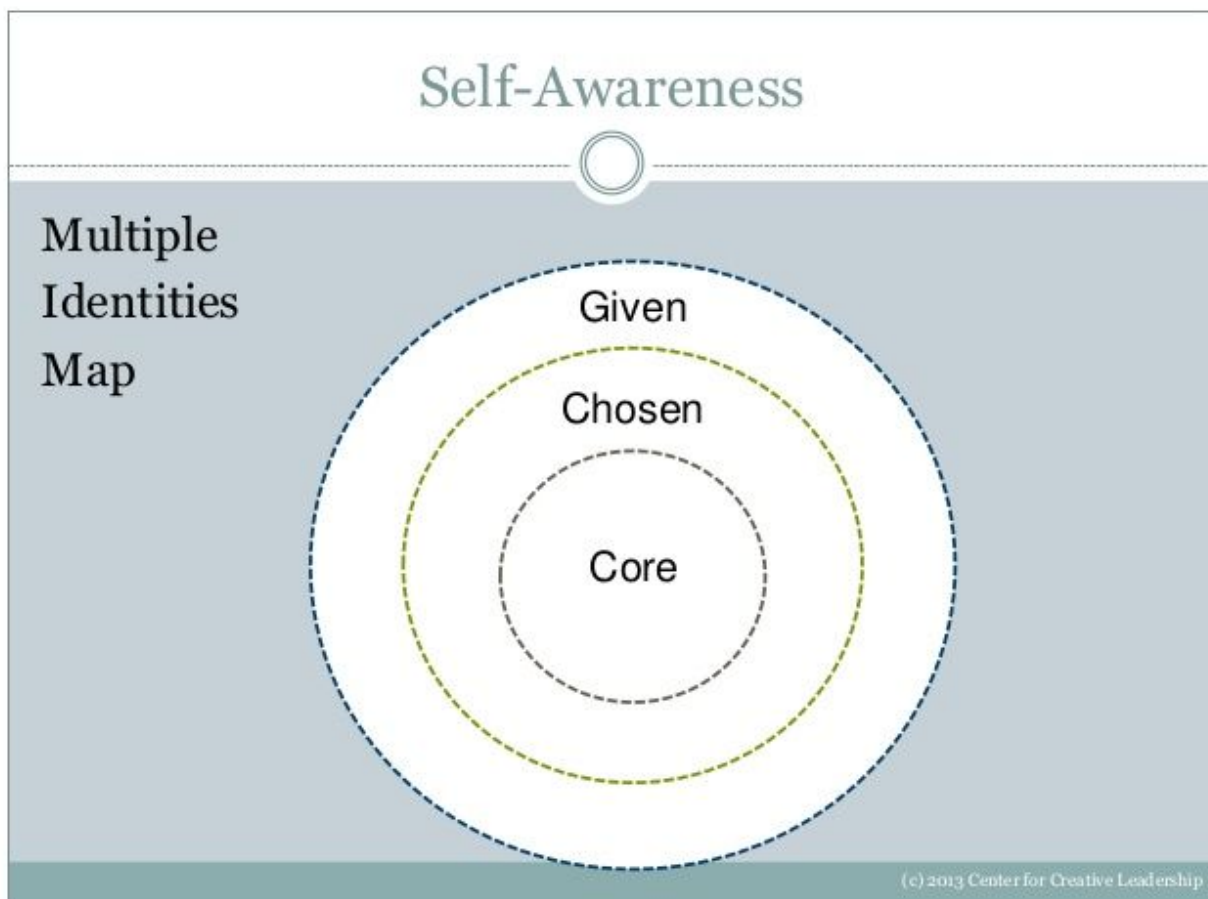 Self-Awareness
Multiple
Identities
Map
Given
Chosen
Core
(c) 2013 Center for Creative Leadership